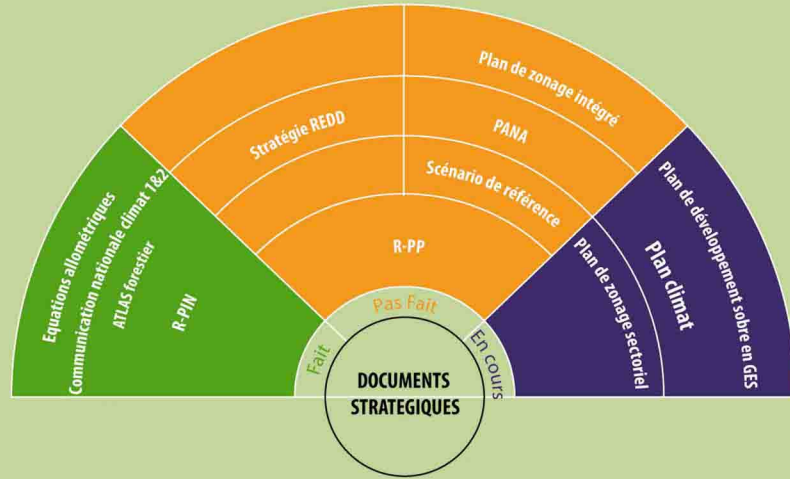 Equations allométriques
Communication nationale climat 1&2
ATLAS forestier
R-PIN
Fait
Stratégie REDD
Plan de zonage intégré
PANA
Scénario de référence
R-PP
Pas Fait
Plan de développement sobre en GES
Plan climat
Plan de zonage sectoriel
En cours
DOCUMENTS
STRATEGIQUES